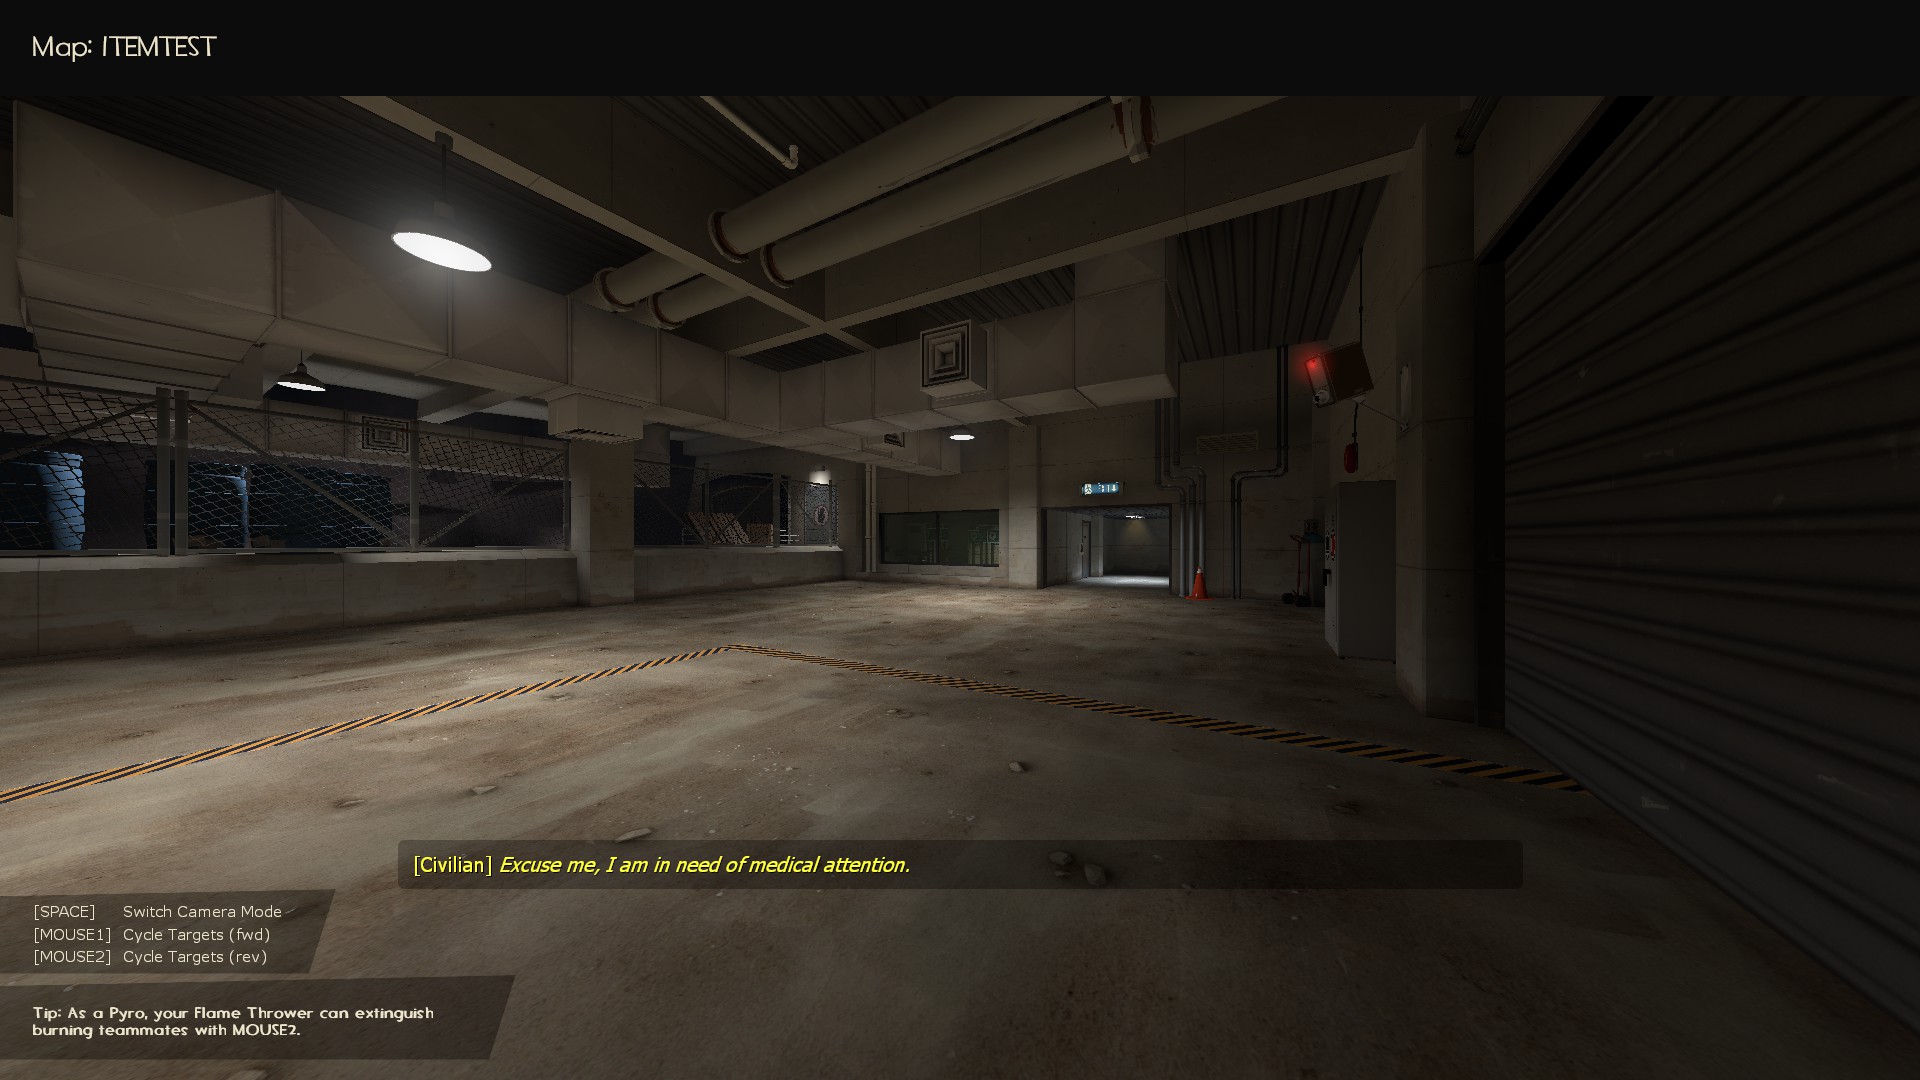 Map: ITEMTEST
[Civilian] Excuse me, I am in need of medical attention.
[SPACE] Switch Camera Mode
[MOUSE1] Cycle Targets (fwd)
[MOUSE2] Cycle Targets (rev)
Tip: As a Pyro, your Flame Thrower can extinguish
burning teammates with MOUSE2.